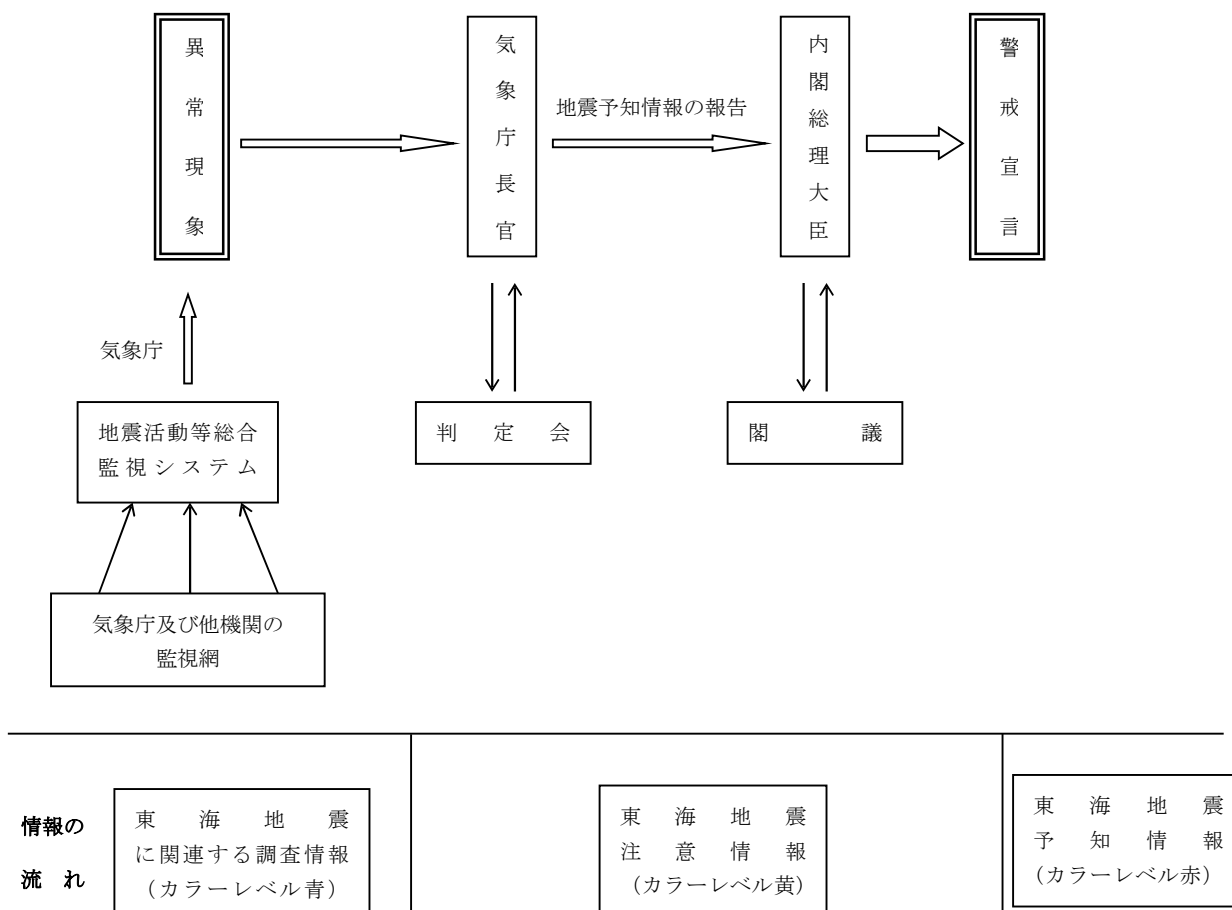 異常現象
気象庁長官
内閣総理大臣
警戒宣言
地震予知情報の報告
気象庁
地震活動等総合
監視システム
判定会
閣議
気象庁及び他機関の
監視網
情報の
流れ
東海地震
に関連する調査情報
(カラーレベル青)
東海地震
注意情報
(カラーレベル黄)
東海地震
予知情報
(カラーレベル赤)